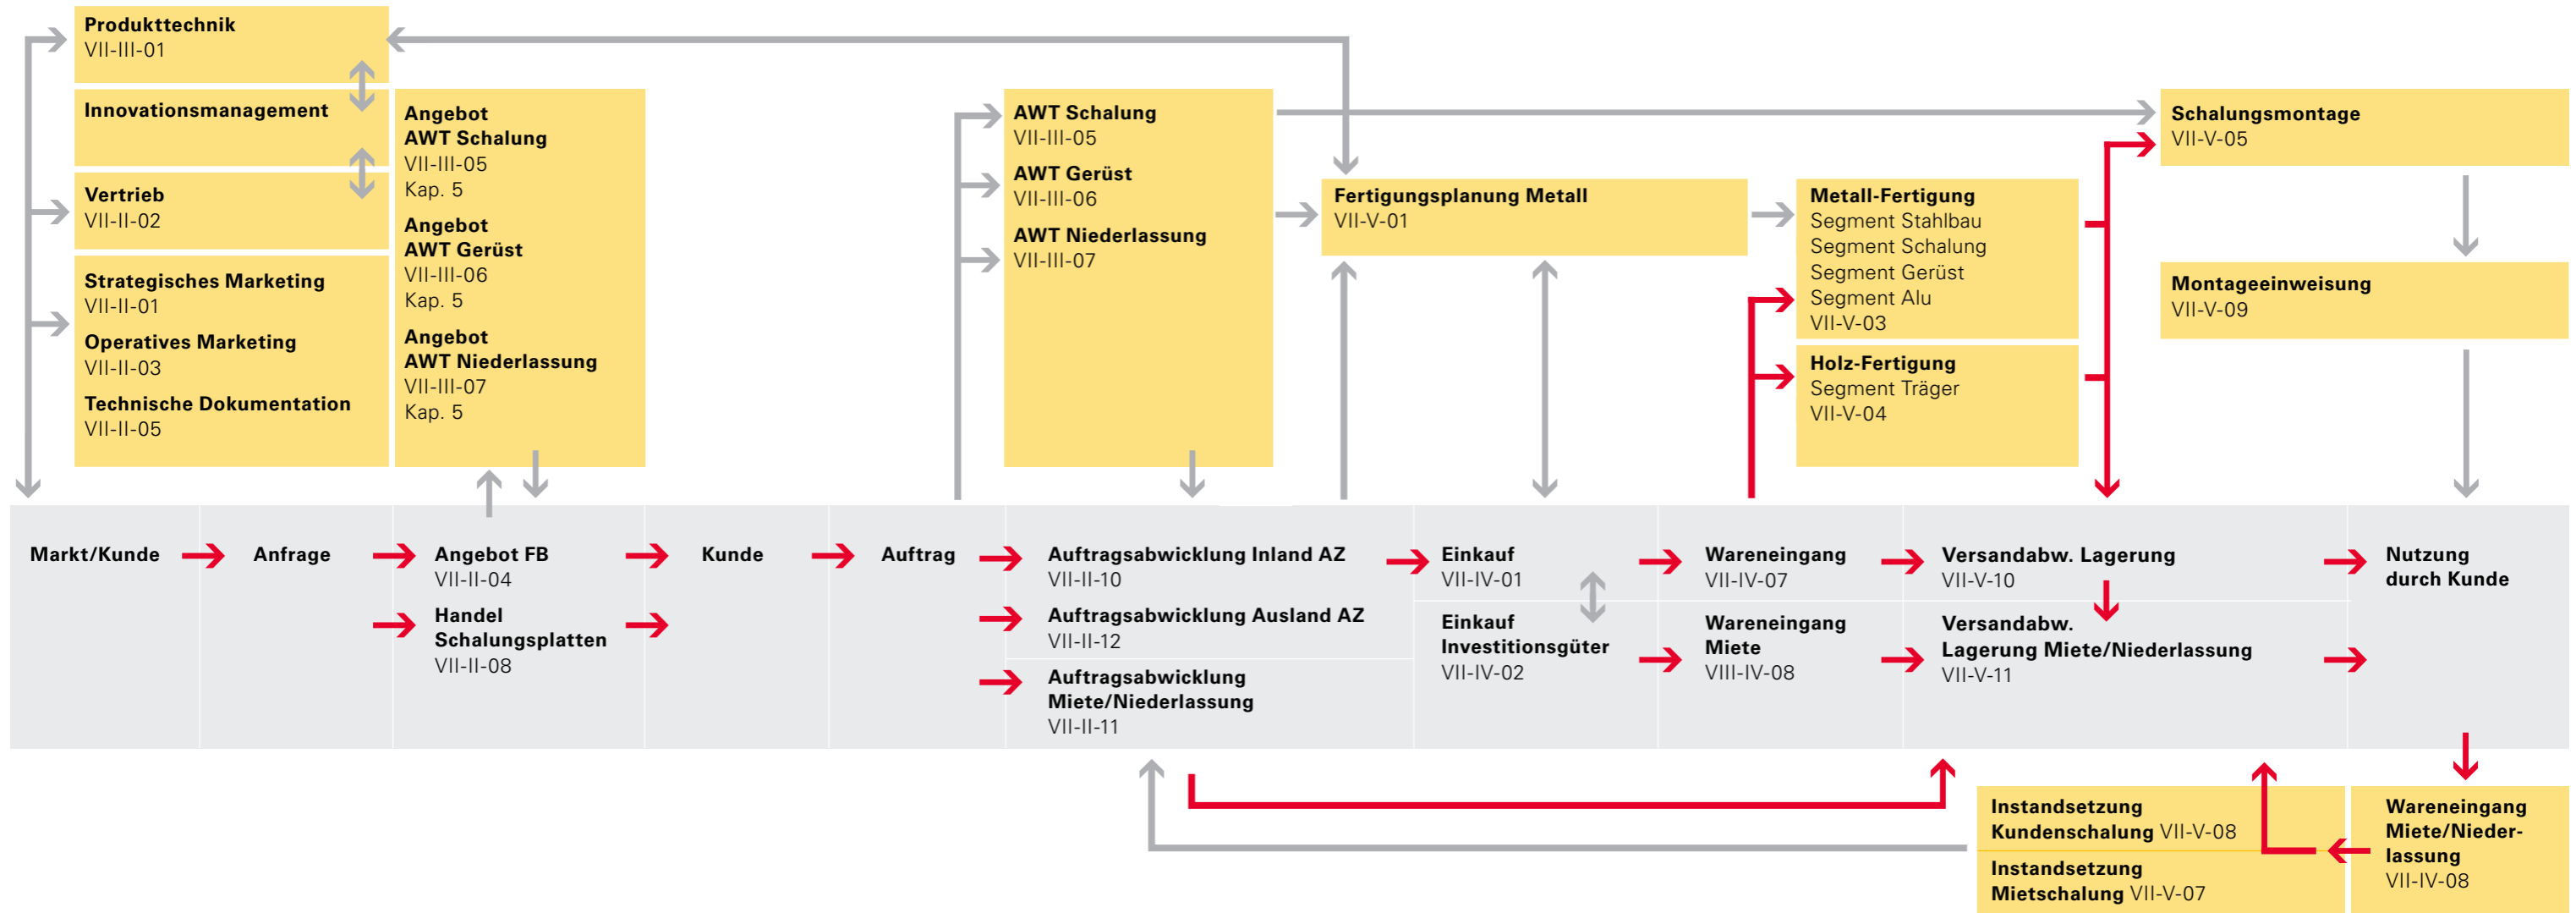 Produkttechnik
VII-III-01
Innovationsmanagement
Vertrieb
VII-II-02
Strategisches Marketing
VII-II-01
Operatives Marketing
VII-II-03
Technische Dokumentation
VII-II-05
Angebot
AWT Schalung
VII-III-05
Kap. 5
Angebot
AWT Gerüst
VII-III-06
Kap. 5
Angebot
AWT Niederlassung
VII-III-07
Kap. 5
AWT Schalung
VII-III-05
AWT Gerüst
VII-III-06
AWT Niederlassung
VII-III-07
Fertigungsplanung Metall
VII-V-01
Metall-Fertigung
Segment Stahlbau
Segment Schalung
Segment Gerüst
Segment Alu
VII-V-03
Holz-Fertigung
Segment Träger
VII-V-04
Schalungsmontage
VII-V-05
Montageeinweisung
VII-V-09
Markt/Kunde
Anfrage
Angebot FB
VII-II-04
Handel
Schalungsplatten
VII-II-08
Kunde
Auftrag
Auftragsabwicklung Inland AZ
VII-II-10
Auftragsabwicklung Ausland AZ
VII-II-12
Auftragsabwicklung
Miete/Niederlassung
VII-II-11
Einkauf
VII-IV-01
Einkauf
Investitionsgüter
VII-IV-02
Wareneingang
VII-IV-07
Wareneingang
Miete
VIII-IV-08
Versandabw. Lagerung
VII-V-10
Versandabw.
Lagerung Miete/Niederlassung
VII-V-11
Nutzung
durch Kunde
Instandsetzung
Kundenschalung VII-V-08
Instandsetzung
Mietschalung VII-V-07
Wareneingang
Miete/Nieder-
lassung
VII-IV-08